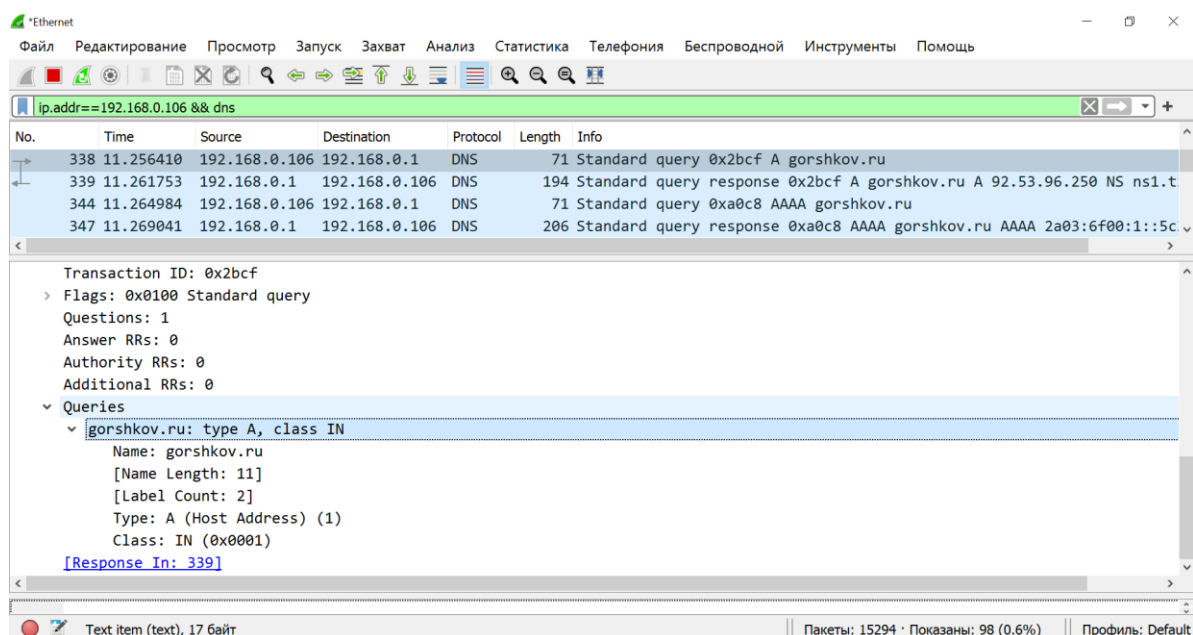 *Ethernet
Файл Редактирование Просмотр Запуск Захват Анализ Статистика Телефония Беспроводной Инструменты Помощь
ip.addr==192.168.0.106 && dns
No. Time Source Destination Protocol Length Info
338 11.256410 192.168.0.106 192.168.0.1 DNS 71 Standard query 0x2bcf A gorshkov.ru
339 11.261753 192.168.0.1 192.168.0.106 DNS 194 Standard query response 0x2bcf A gorshkov.ru A 92.53.96.250 NS ns1.t
344 11.264984 192.168.0.106 192.168.0.1 DNS 71 Standard query 0xa0c8 AAAA gorshkov.ru
347 11.269041 192.168.0.1 192.168.0.106 DNS 206 Standard query response 0xa0c8 AAAA gorshkov.ru AAAA 2a03:6f00:1::5c
Transaction ID: 0x2bcf
Flags: 0x0100 Standard query
Questions: 1
Answer RRs: 0
Authority RRs: 0
Additional RRs: 0
Queries
gorshkov.ru: type A, class IN
Name: gorshkov.ru
[Name Length: 11]
[Label Count: 2]
Type: A (Host Address) (1)
Class: IN (0x0001)
[Response In: 339]
Text item (text), 17 байт Пакеты: 15294 · Показаны: 98 (0.6%) Профиль: Default